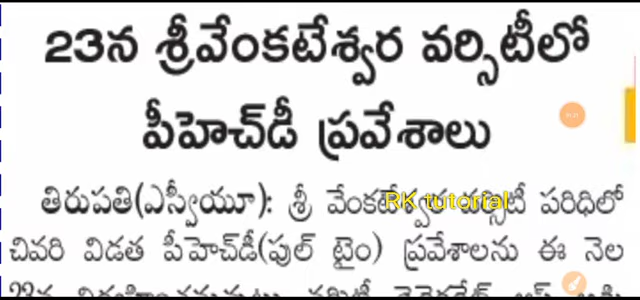 23న శ్రీవేంకటేశ్వర వర్సిటీలో
పీహెచ్‌డీ ప్రవేశాలు
తిరుపతి(ఎస్వీయూ): శ్రీ వేంకటేశ్వర వర్సిటీ పరిధిలో
RK tutorial
చివరి విడత పీహెచ్‌డీ(ఫుల్ టైం) ప్రవేశాలను ఈ నెల